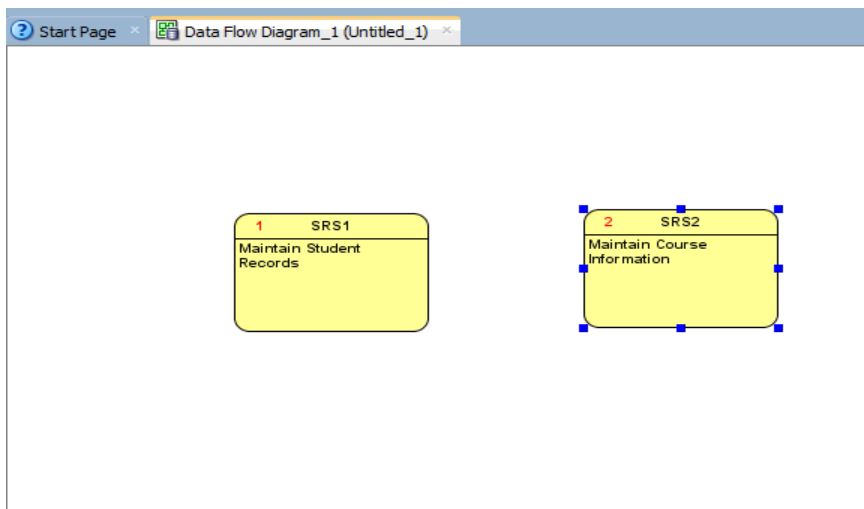 Start Page
Data Flow Diagram_1 (Untitled_1)
1 SRS1
Maintain Student
Records
2 SRS2
Maintain Course
Information